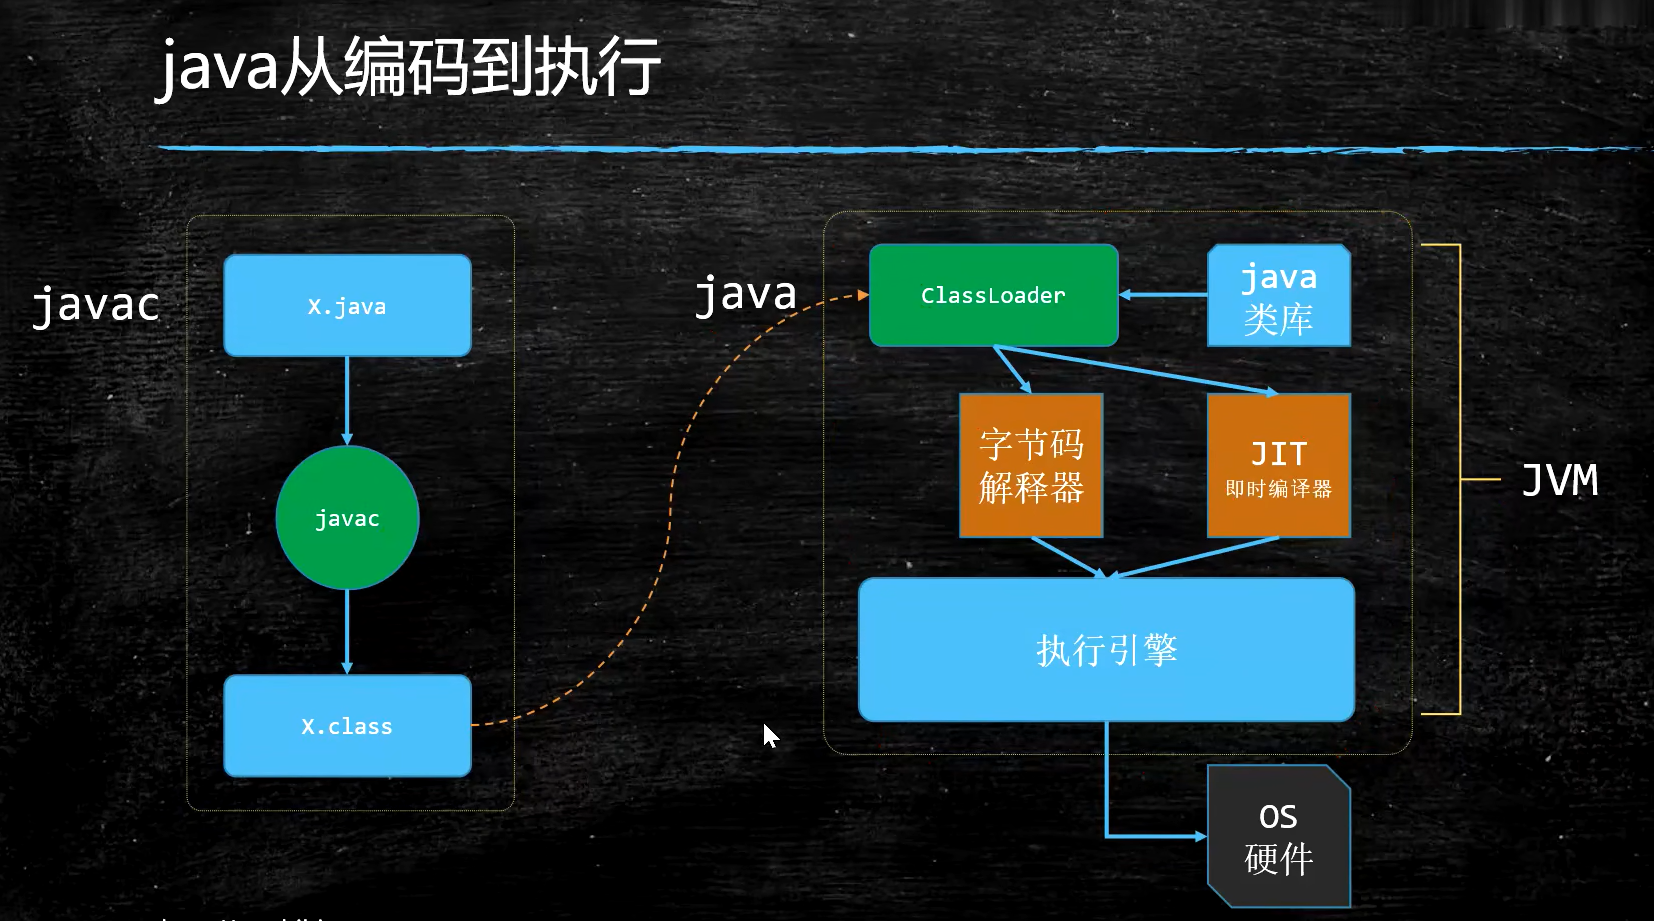 java从编码到执行
javac
X.java
javac
X.class
java
ClassLoader
java
类库
字节码
解释器
JIT
即时编译器
执行引擎
JVM
OS
硬件